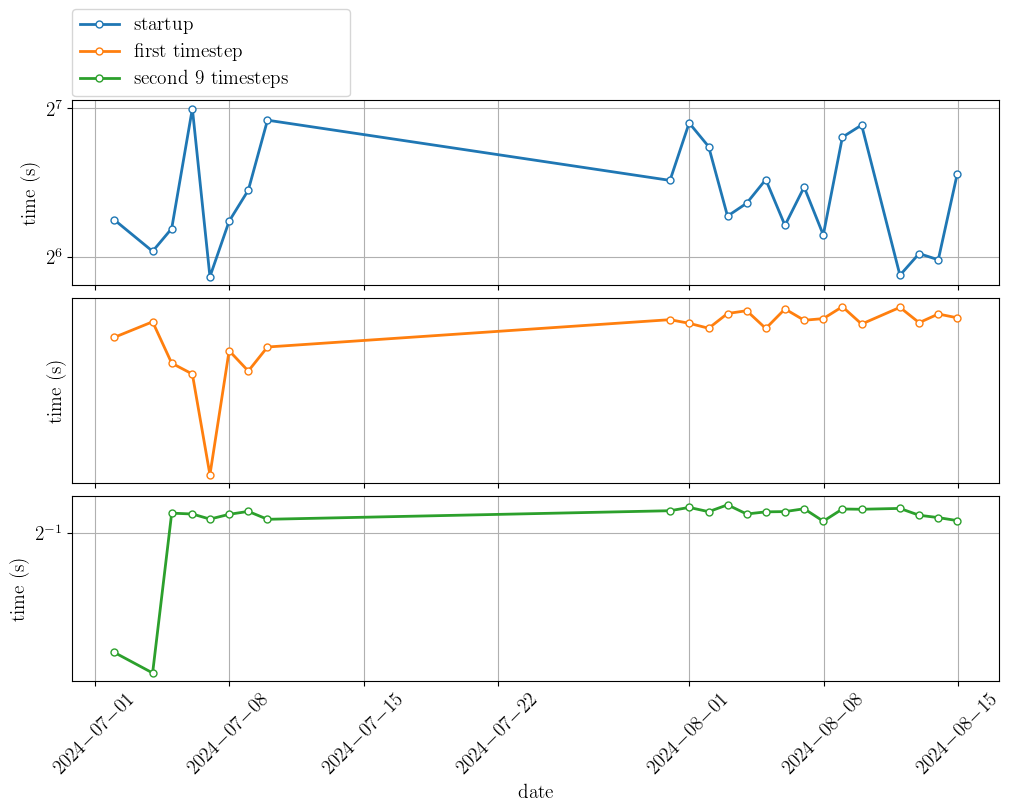 startup
first timestep
second 9 timesteps
2^7
2^6
time (s)
time (s)
2^-1
time (s)
2024-07-01
2024-07-08
2024-07-15
2024-07-22
2024-08-01
2024-08-08
2024-08-15
date